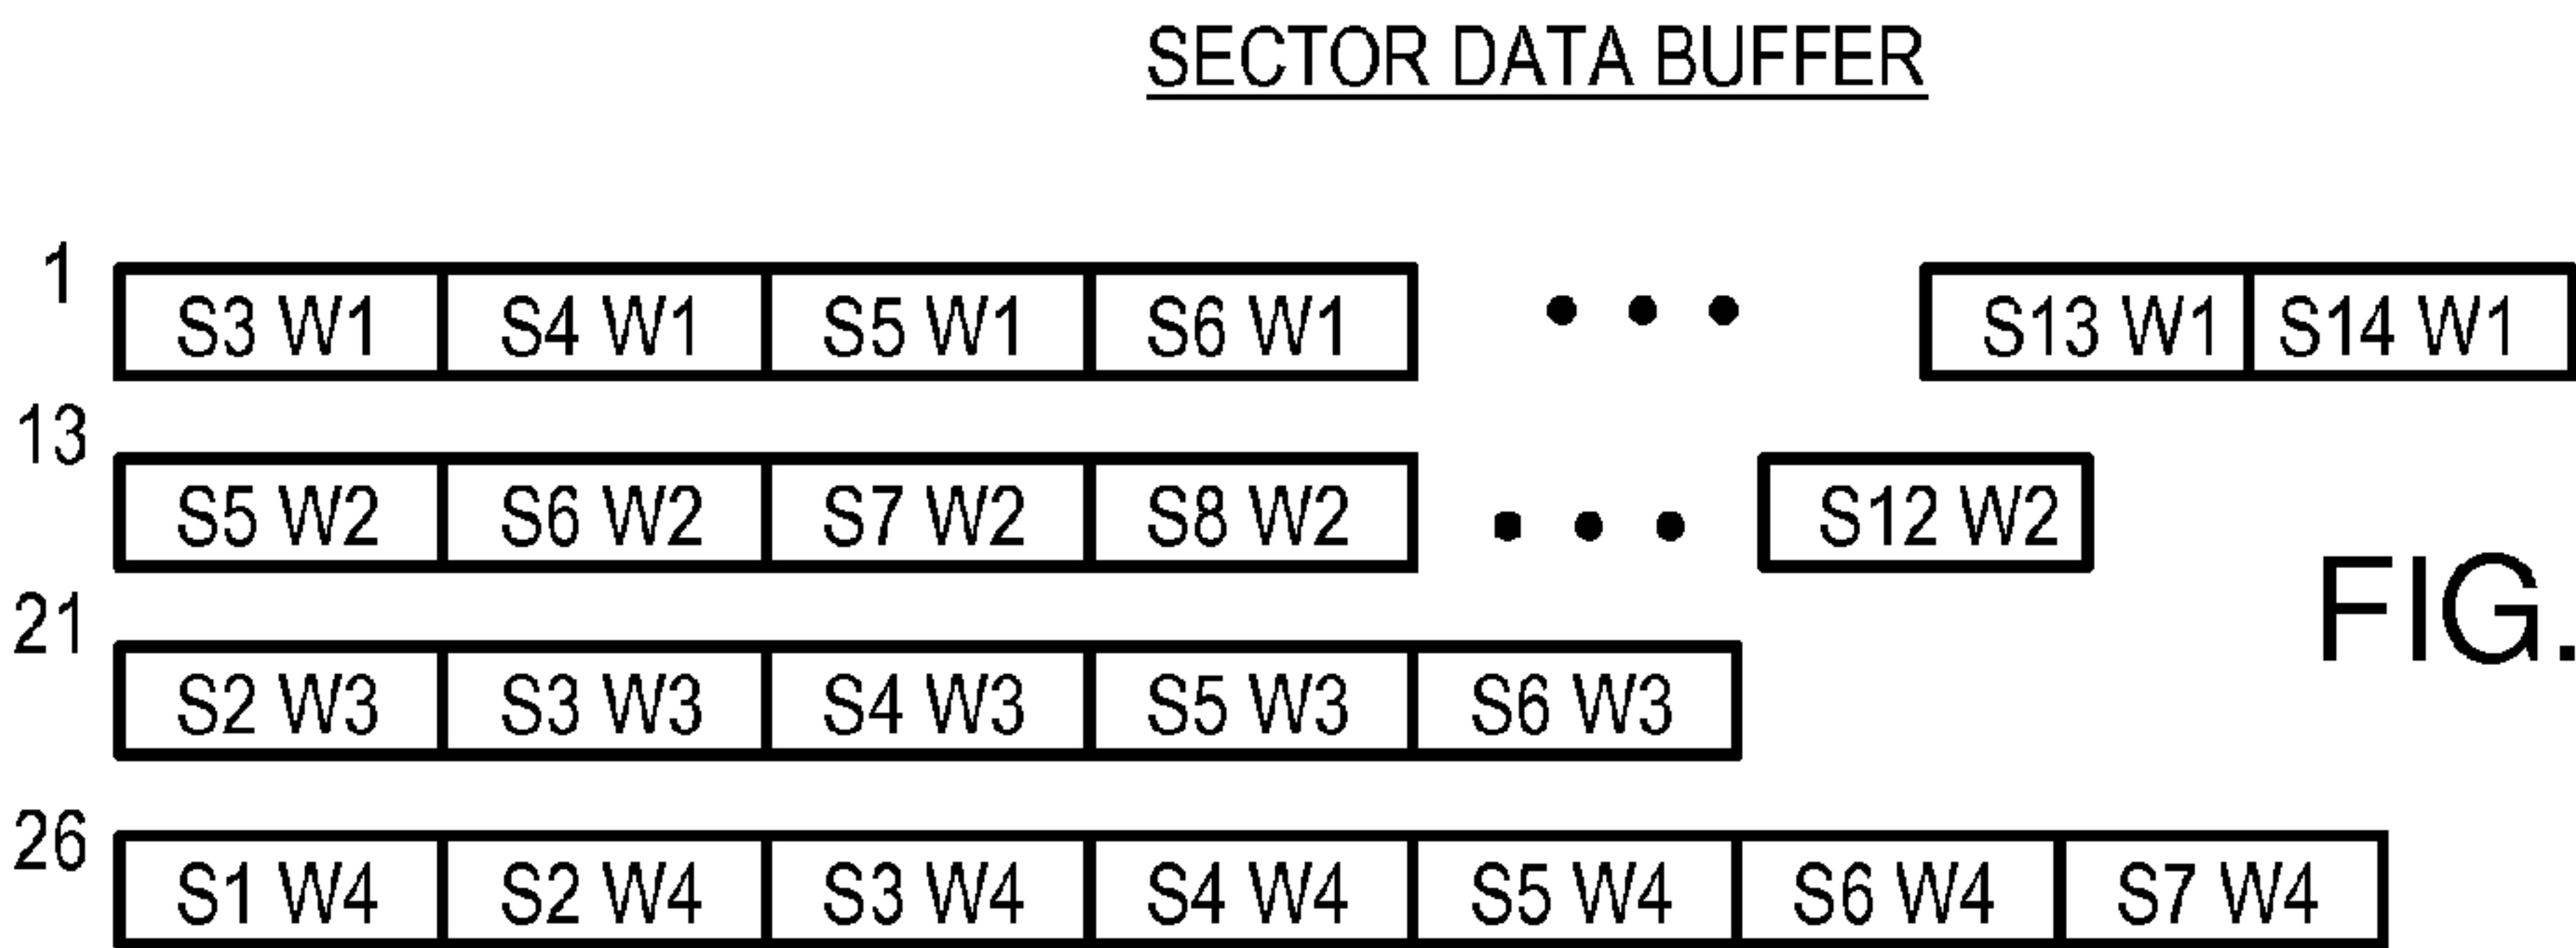 SECTOR DATA BUFFER
1
S3 W1 S4 W1 S5 W1 S6 W1 • • • S13 W1 S14 W1
13
S5 W2 S6 W2 S7 W2 S8 W2 • • • S12 W2
21
S2 W3 S3 W3 S4 W3 S5 W3 S6 W3
FIG.
26
S1 W4 S2 W4 S3 W4 S4 W4 S5 W4 S6 W4 S7 W4